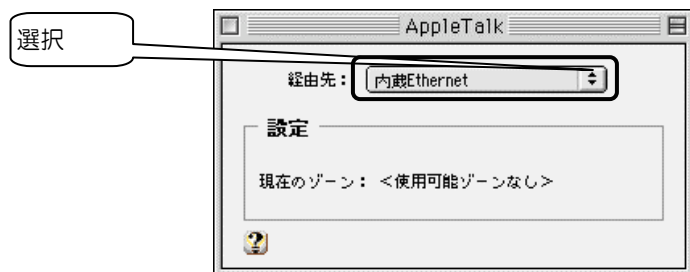 選択
AppleTalk
経由先： 内蔵Ethernet
設定
現在のゾーン： ＜使用可能ゾーンなし＞